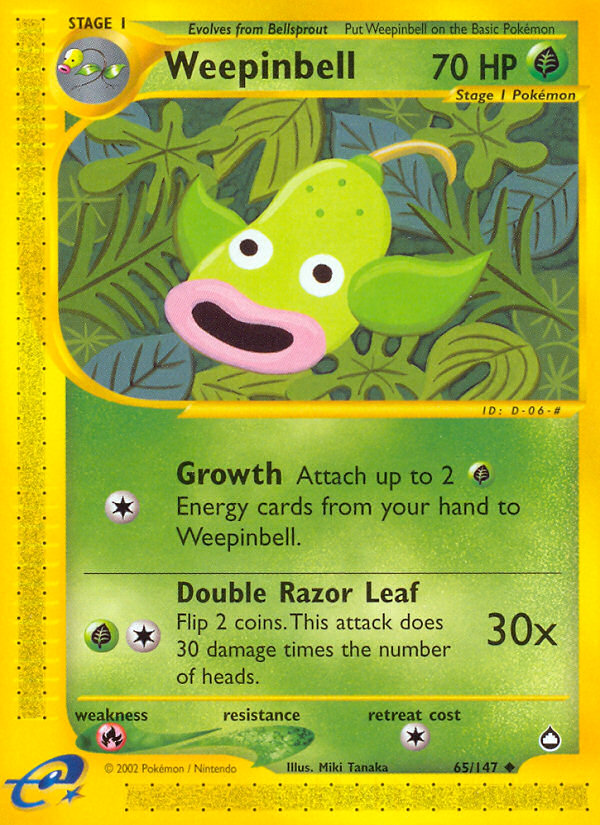 STAGE 1
Evolves from Bellsprout Put Weepinbell on the Basic Pokémon
Weepinbell 70 HP
Stage 1 Pokémon
ID: D-06-#
Growth Attach up to 2
Energy cards from your hand to
Weepinbell.
Double Razor Leaf
Flip 2 coins. This attack does
30 damage times the number
of heads.
30x
weakness resistance retreat cost
© 2002 Pokémon / Nintendo Illus. Miki Tanaka 65/147
e